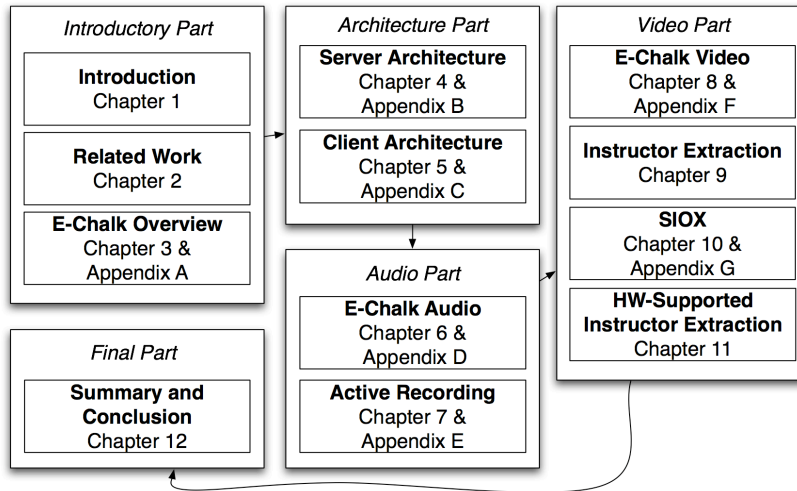 Introductory Part
Introduction
Chapter 1
Related Work
Chapter 2
E-Chalk Overview
Chapter 3 &
Appendix A
Architecture Part
Server Architecture
Chapter 4 &
Appendix B
Client Architecture
Chapter 5 &
Appendix C
Audio Part
E-Chalk Audio
Chapter 6 &
Appendix D
Active Recording
Chapter 7 &
Appendix E
Video Part
E-Chalk Video
Chapter 8 &
Appendix F
Instructor Extraction
Chapter 9
SIOX
Chapter 10 &
Appendix G
HW-Supported
Instructor Extraction
Chapter 11
Final Part
Summary and
Conclusion
Chapter 12